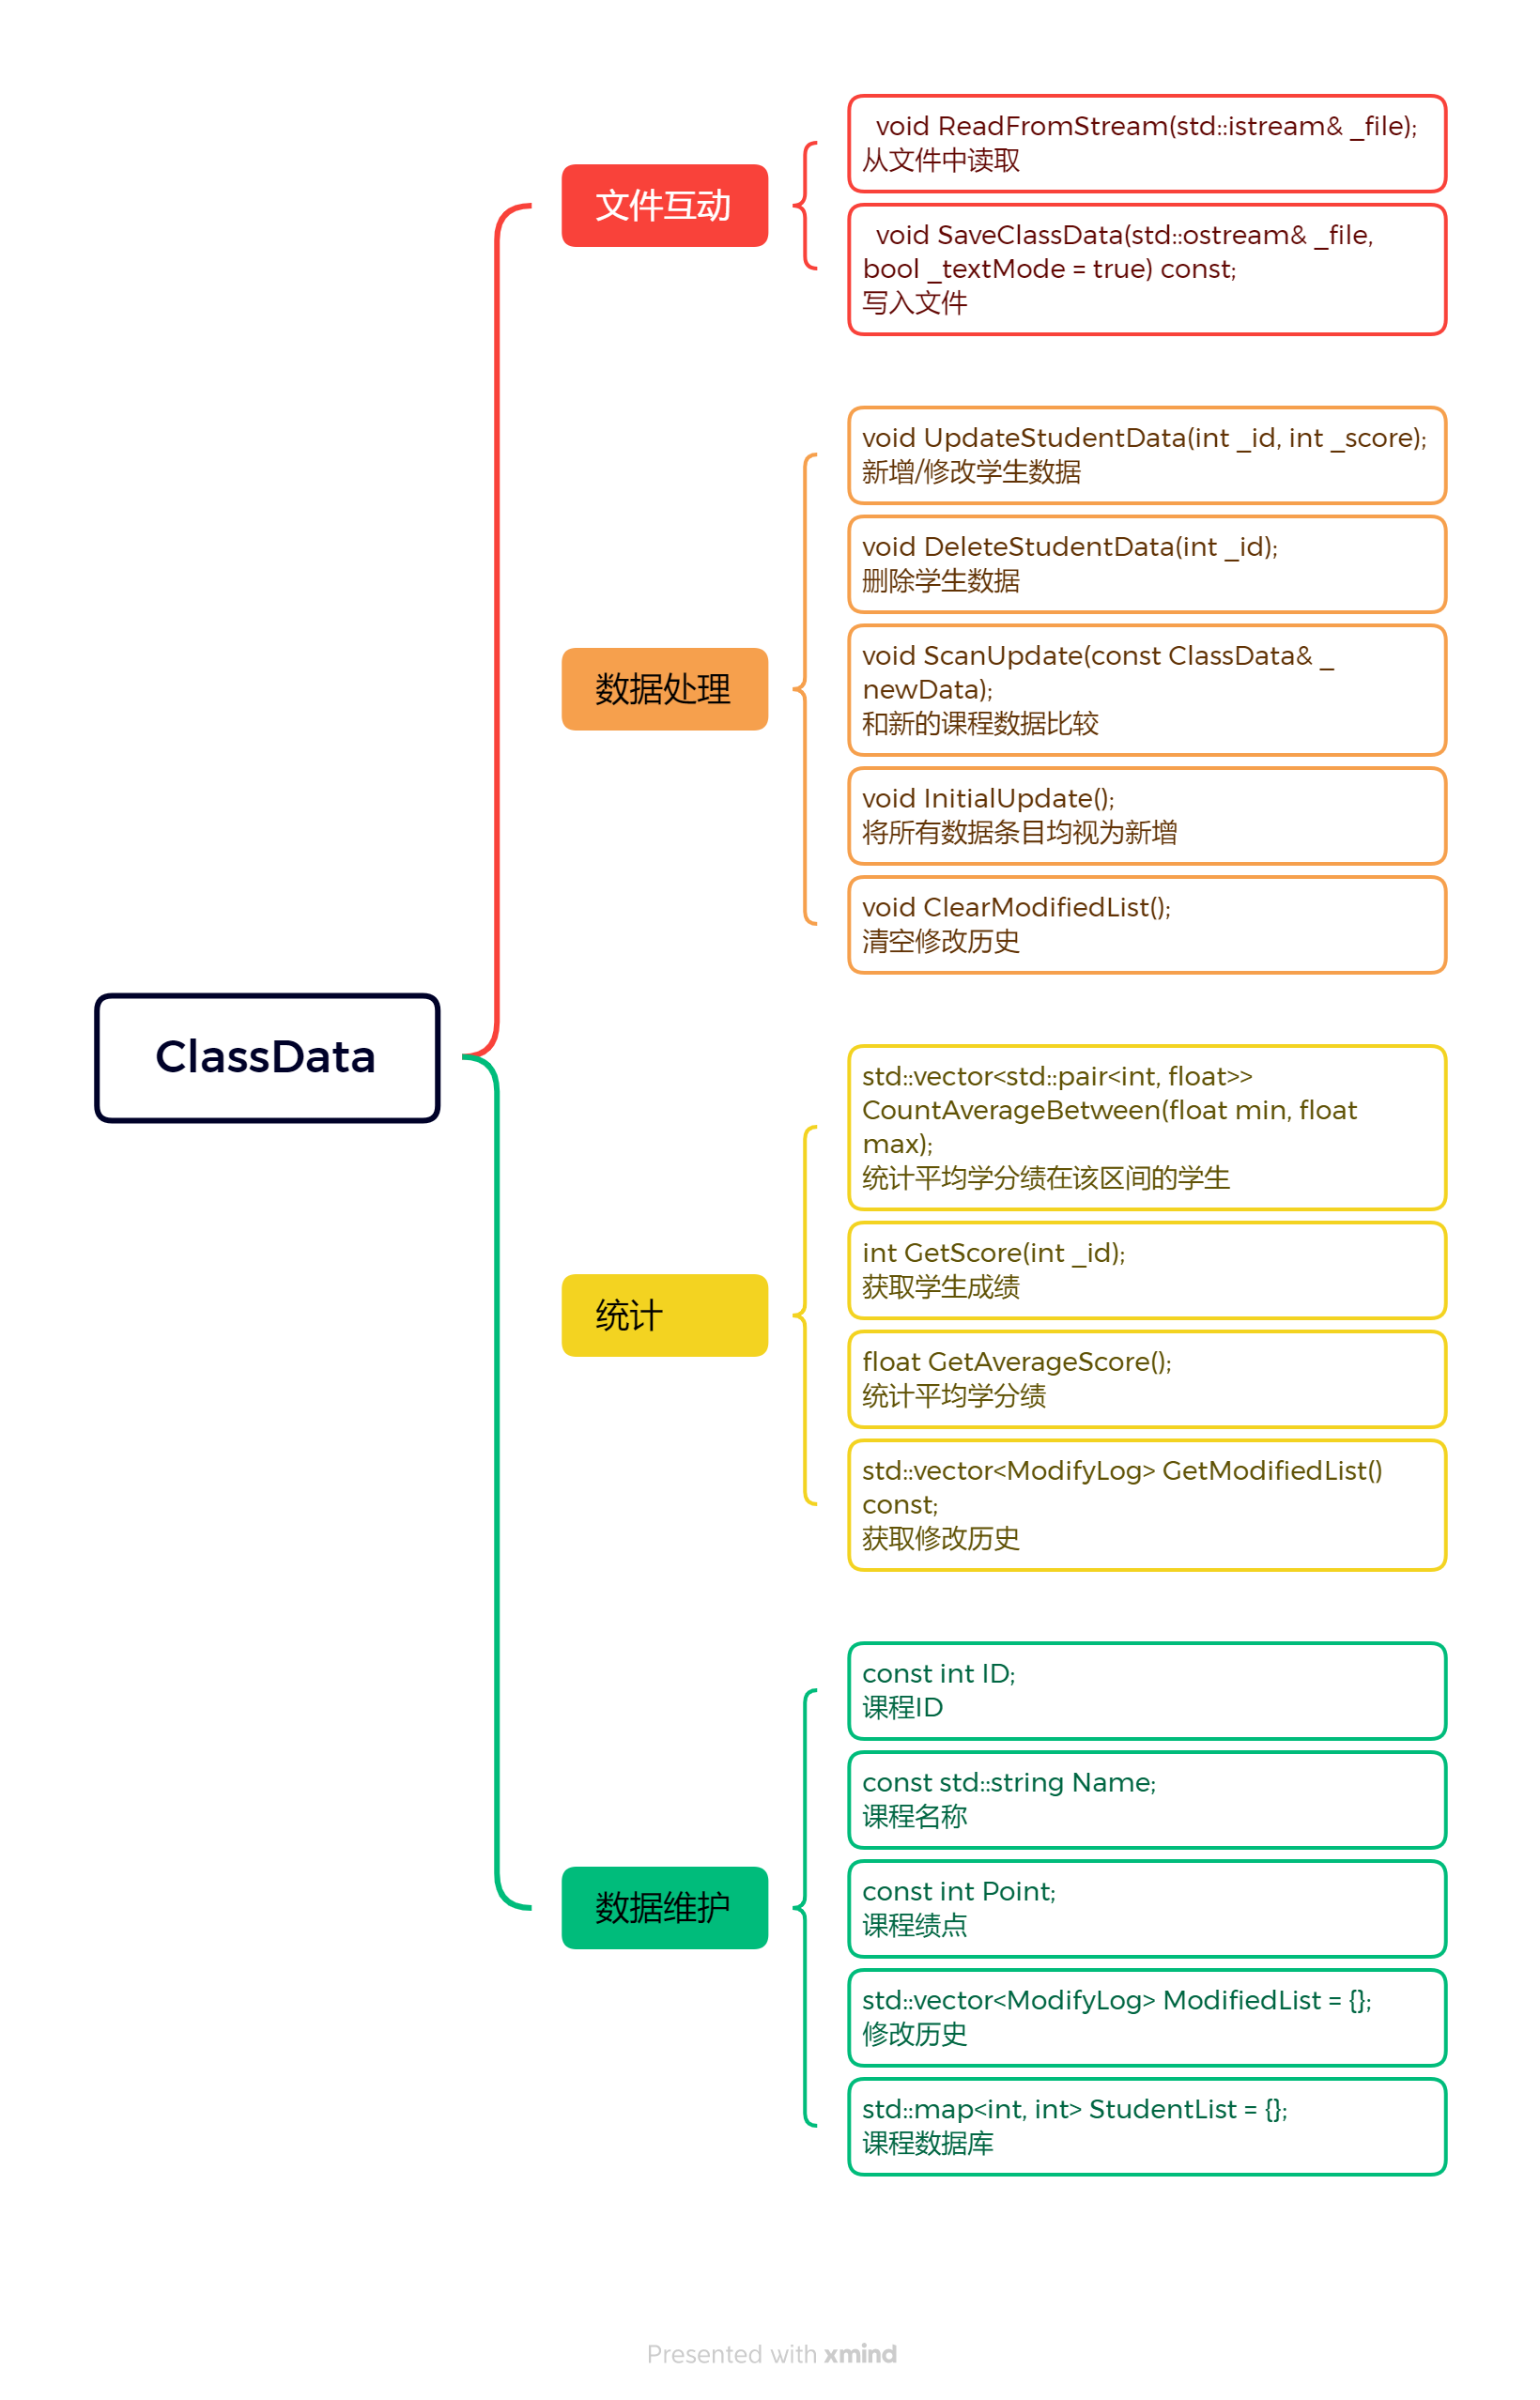 void ReadFromStream(std::istream& _file);
从文件中读取
文件互动
void SaveClassData(std::ostream& _file,
bool _textMode = true) const;
写入文件
void UpdateStudentData(int _id, int _score);
新增/修改学生数据
void DeleteStudentData(int _id);
删除学生数据
void ScanUpdate(const ClassData& _
newData);
和新的课程数据比较
数据处理
void InitialUpdate();
将所有数据条目均视为新增
void ClearModifiedList();
清空修改历史
ClassData
std::vector<std::pair<int, float>>
CountAverageBetween(float min, float
max);
统计平均学分绩在该区间的学生
int GetScore(int _id);
获取学生成绩
统计
float GetAverageScore();
统计平均学分绩
std::vector<ModifyLog> GetModifiedList()
const;
获取修改历史
const int ID;
课程ID
const std::string Name;
课程名称
数据维护
const int Point;
课程绩点
std::vector<ModifyLog> ModifiedList = {};
修改历史
std::map<int, int> StudentList = {};
课程数据库
Presented with xmind